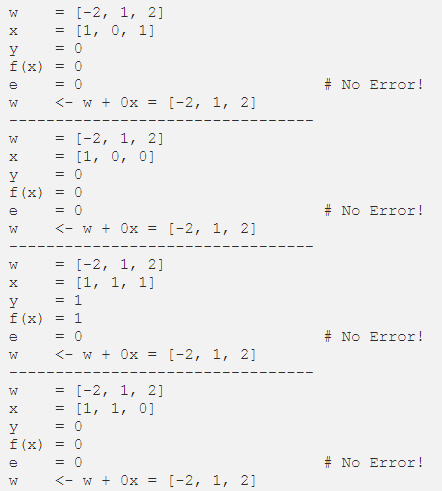 w    = [-2, 1, 2]
x    = [1, 0, 1]
y    = 0
f(x) = 0
e    = 0                       # No Error!
w    <- w + 0x = [-2, 1, 2]
---------------------------------
w    = [-2, 1, 2]
x    = [1, 0, 0]
y    = 0
f(x) = 0
e    = 0                       # No Error!
w    <- w + 0x = [-2, 1, 2]
---------------------------------
w    = [-2, 1, 2]
x    = [1, 1, 1]
y    = 1
f(x) = 1
e    = 0                       # No Error!
w    <- w + 0x = [-2, 1, 2]
---------------------------------
w    = [-2, 1, 2]
x    = [1, 1, 0]
y    = 0
f(x) = 0
e    = 0                       # No Error!
w    <- w + 0x = [-2, 1, 2]